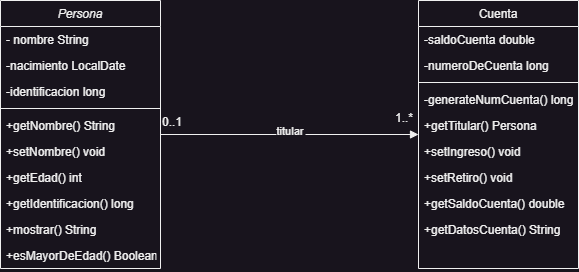 Persona
- nombre String
-nacimiento LocalDate
-identificacion long
+getNombre() String
+setNombre() void
+getEdad() int
+getIdentificacion() long
+mostrar() String
+esMayorDeEdad() Boolean
0..1
titular
1..*
Cuenta
-saldoCuenta double
-numeroDeCuenta long
-generateNumCuenta() long
+getTitular() Persona
+setIngreso() void
+setRetiro() void
+getSaldoCuenta() double
+getDatosCuenta() String